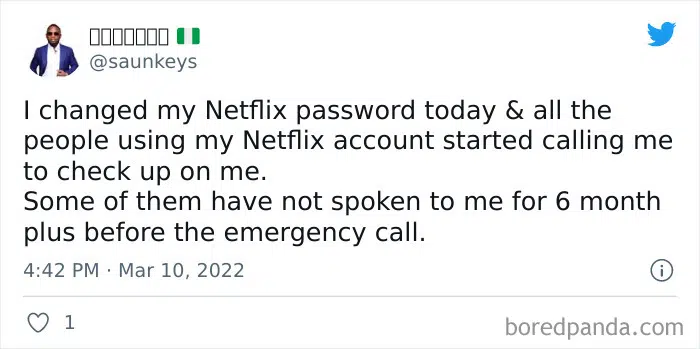 @saunkeys
I changed my Netflix password today & all the
people using my Netflix account started calling me
to check up on me.
Some of them have not spoken to me for 6 month
plus before the emergency call.
4:42 PM · Mar 10, 2022
1
boredpanda.com